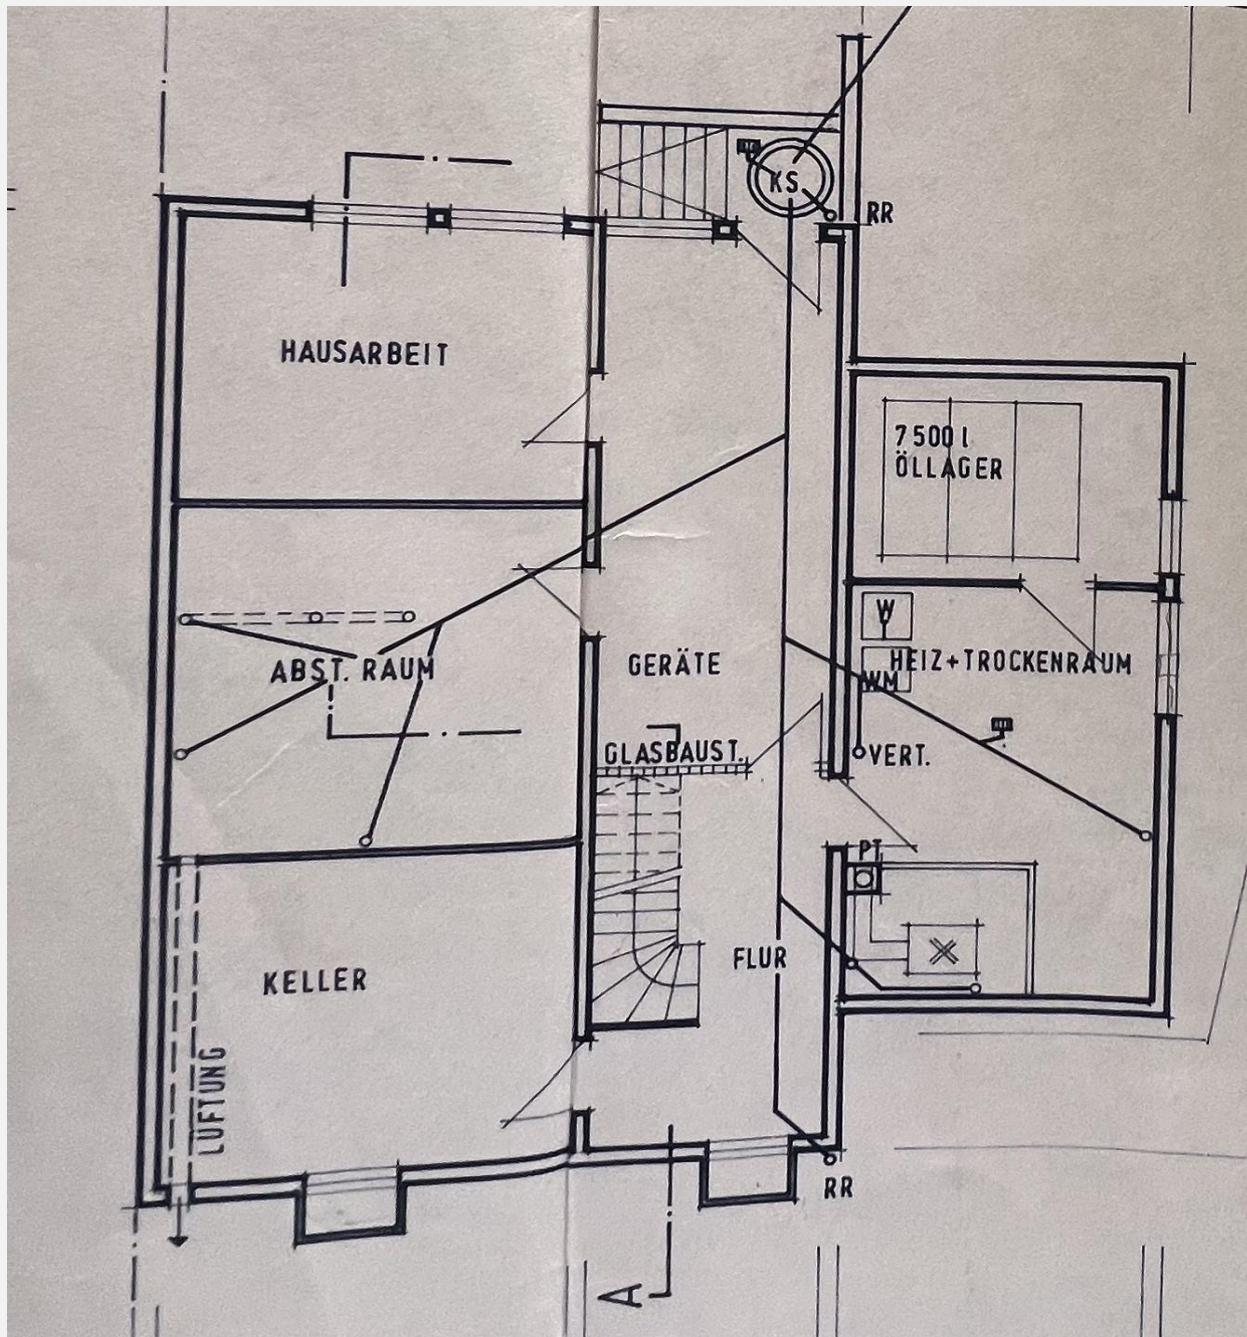 KS
RR
HAUSARBEIT
7500 l
ÖLLAGER
W
ABST. RAUM
GERÄTE
HEIZ+TROCKENRAUM
WM
GLASBAUST.
VERT.
PT
FLUR
KELLER
LÜFTUNG
RR
A